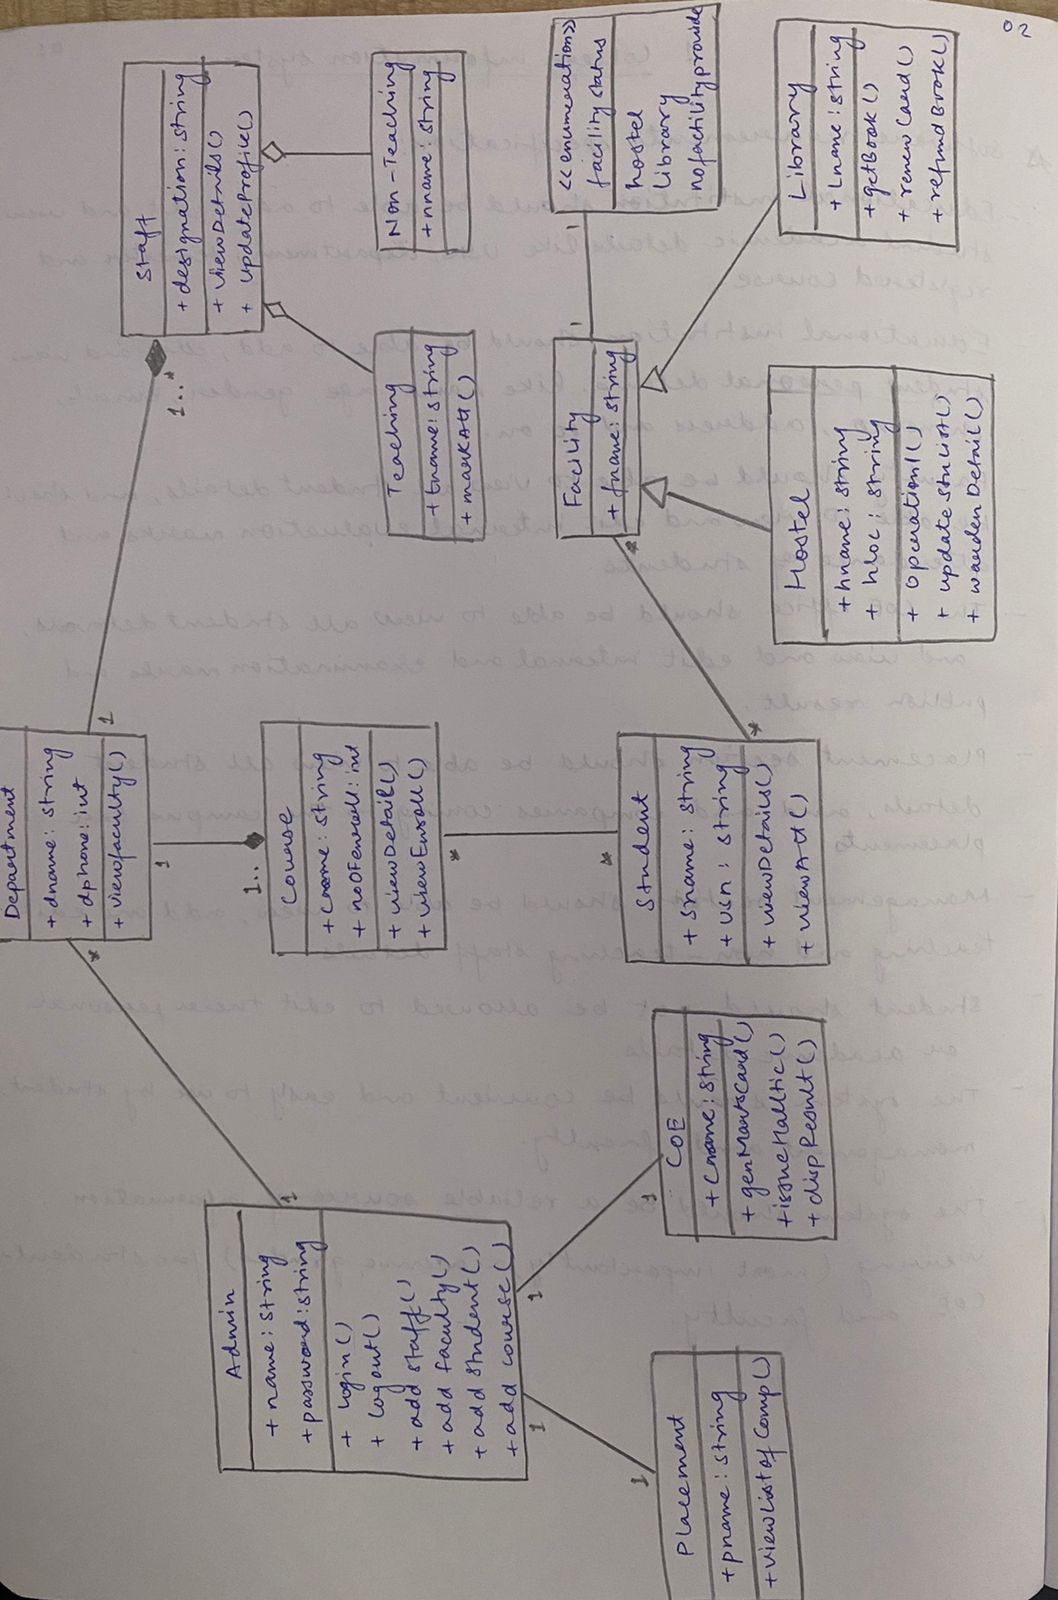 02
Department
+ dname: string
+ dphone: int
+ viewfaculty()
1
1..*
Staff
+ designation: string
+ viewDetails()
+ updateProfile()
Teaching
+ tname: string
+ markAtt()
Non-Teaching
+ nname: string
1
1..
Course
+ cname: string
+ noOfEnroll: int
+ viewDetail()
+ viewEnroll()
*
*
Student
+ sname: string
+ usn: string
+ viewDetails()
+ viewAtt()
*
*
Facility
+ fname: string
1
1
<<enumeration>>
facility status
hostel
library
nofacilityprovide
Library
+ Lname: string
+ getBook()
+ renewCard()
+ refundBook()
Hostel
+ hname: string
+ hloc: string
+ operation1()
+ updateStuList()
+ wardenDetail()
*
1
Admin
+ name: string
+ password: string
+ login()
+ logout()
+ add staff()
+ add faculty()
+ add student()
+ add course()
1
1
COE
+ Cname: string
+ genMarksCard()
+ issueHalltic()
+ dispResult()
1
1
Placement
+ pname: string
+ viewListofComp()